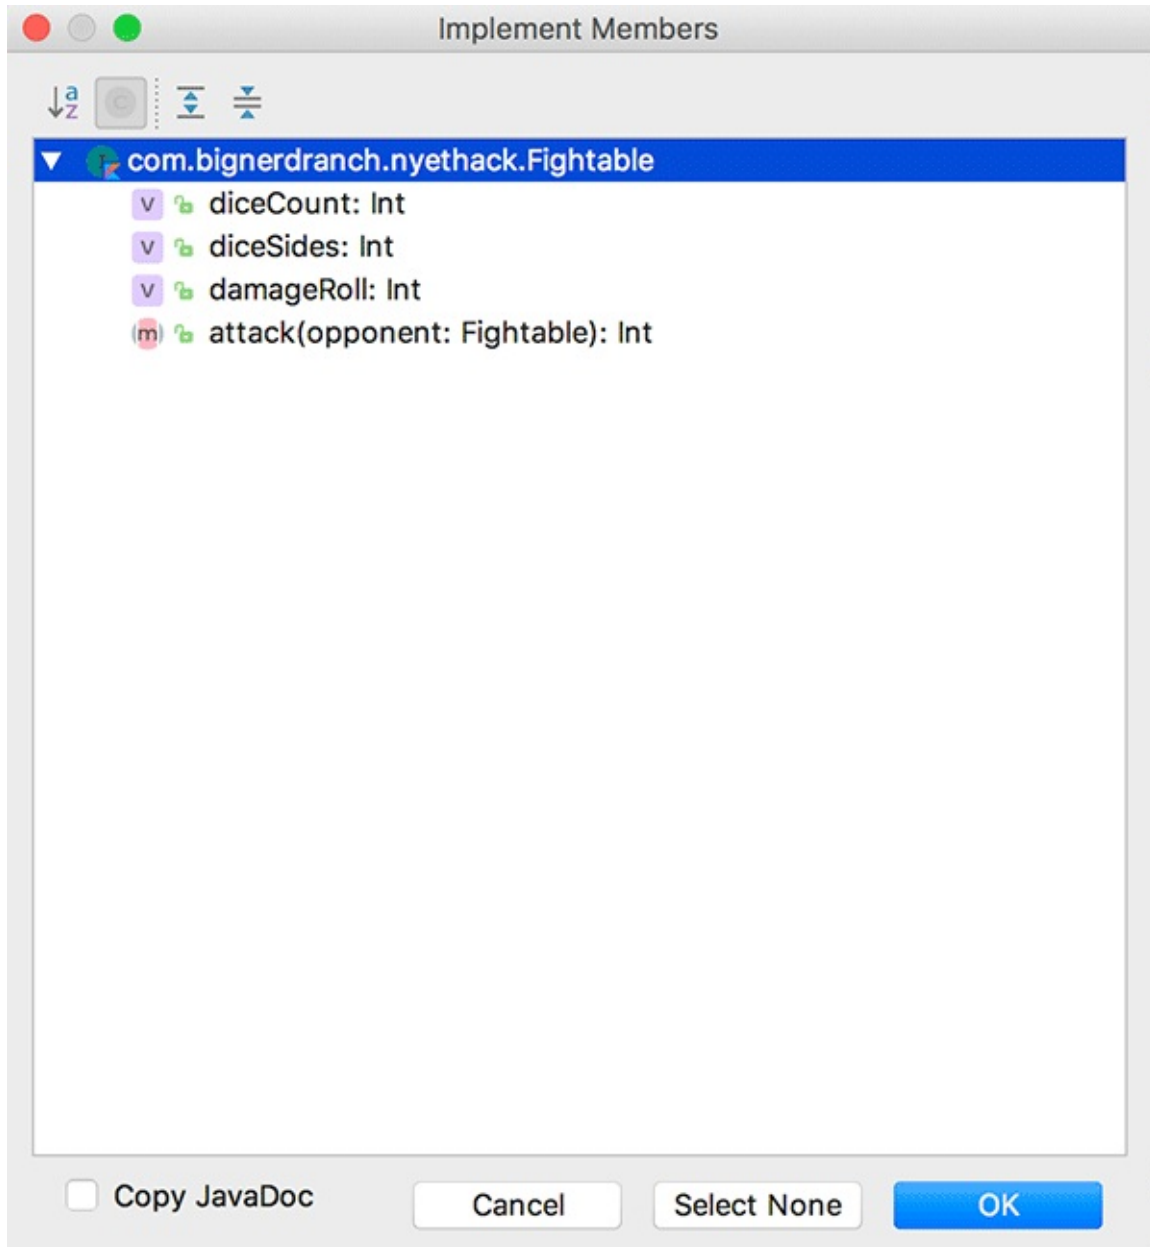 Implement Members
com.bignerdranch.nyethack.Fightable
v diceCount: Int
v diceSides: Int
v damageRoll: Int
m attack(opponent: Fightable): Int
Copy JavaDoc
Cancel
Select None
OK